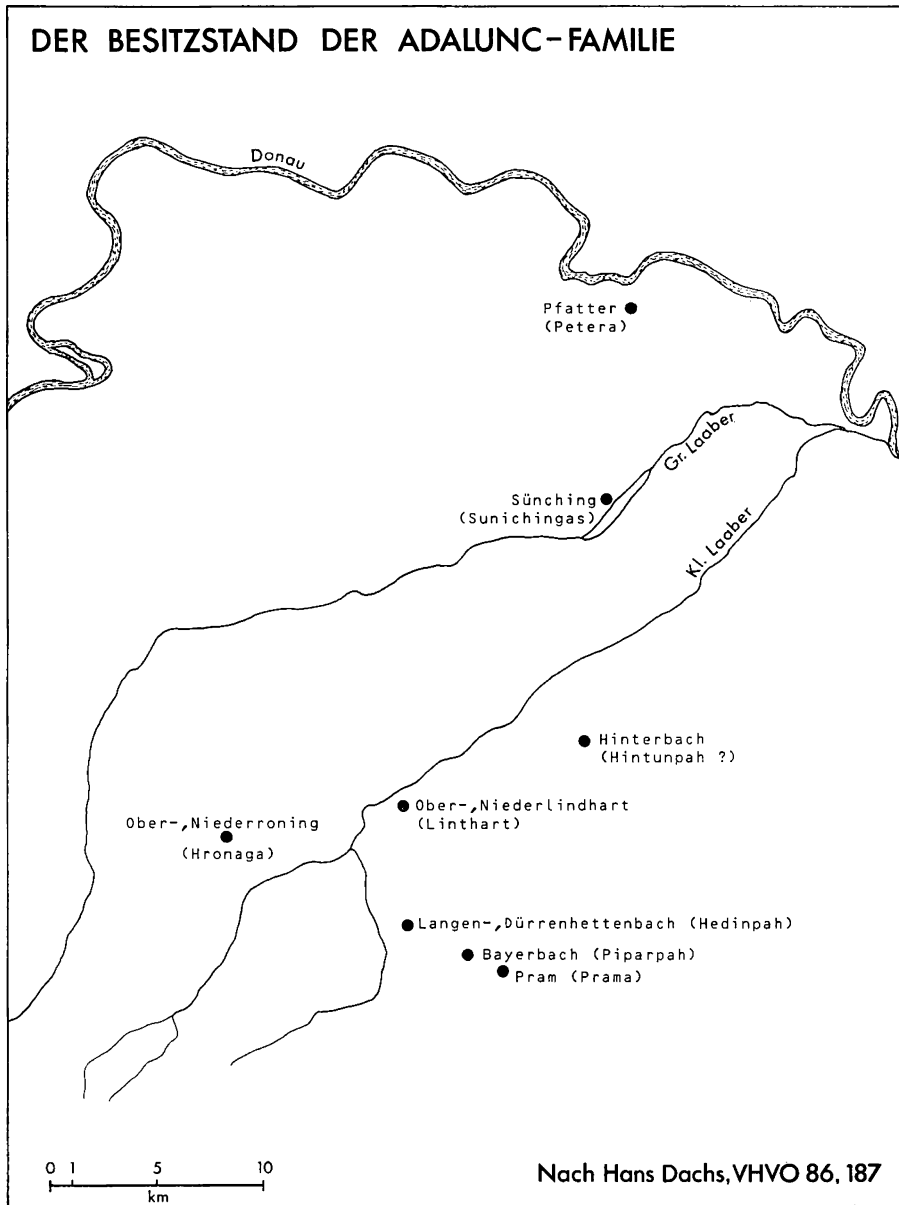 DER BESITZSTAND DER ADALUNC-FAMILIE
Donau
Pfatter
(Petera)
Gr. Laaber
Sünching
(Sunichingas)
Kl. Laaber
Hinterbach
(Hintunpah ?)
Ober-,Niederlindhart
(Linthart)
Ober-,Niederroning
(Hronaga)
Langen-,Dürrenhettenbach (Hedinpah)
Bayerbach (Piparpah)
Pram (Prama)
0 1 5 10
km
Nach Hans Dachs, VHVO 86, 187